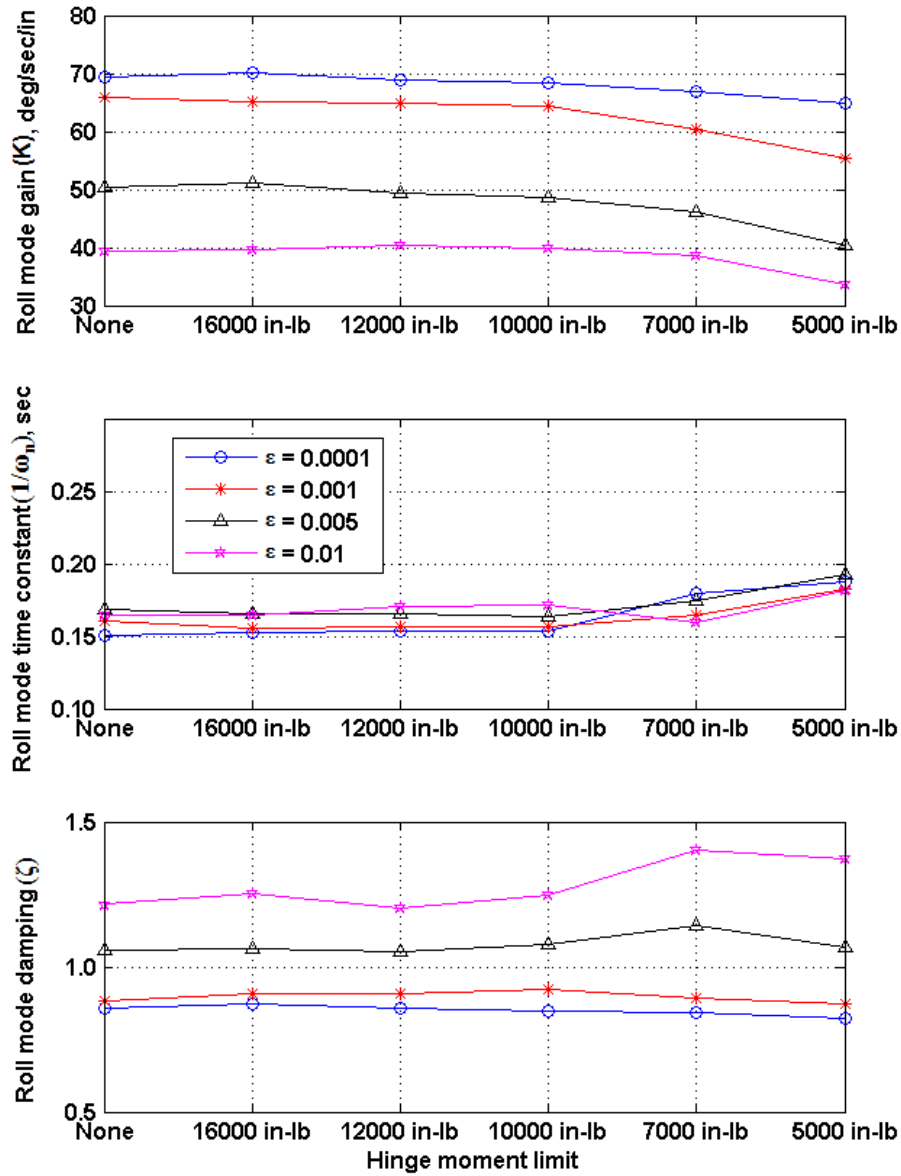 80
70
60
50
40
30
Roll mode gain (K), deg/sec/in
None 16000 in-lb 12000 in-lb 10000 in-lb 7000 in-lb 5000 in-lb
0.25
0.20
0.15
0.10
Roll mode time constant (1/ωn), sec
ε = 0.0001
ε = 0.001
ε = 0.005
ε = 0.01
None 16000 in-lb 12000 in-lb 10000 in-lb 7000 in-lb 5000 in-lb
1.5
1.0
0.5
Roll mode damping (ζ)
None 16000 in-lb 12000 in-lb 10000 in-lb 7000 in-lb 5000 in-lb
Hinge moment limit